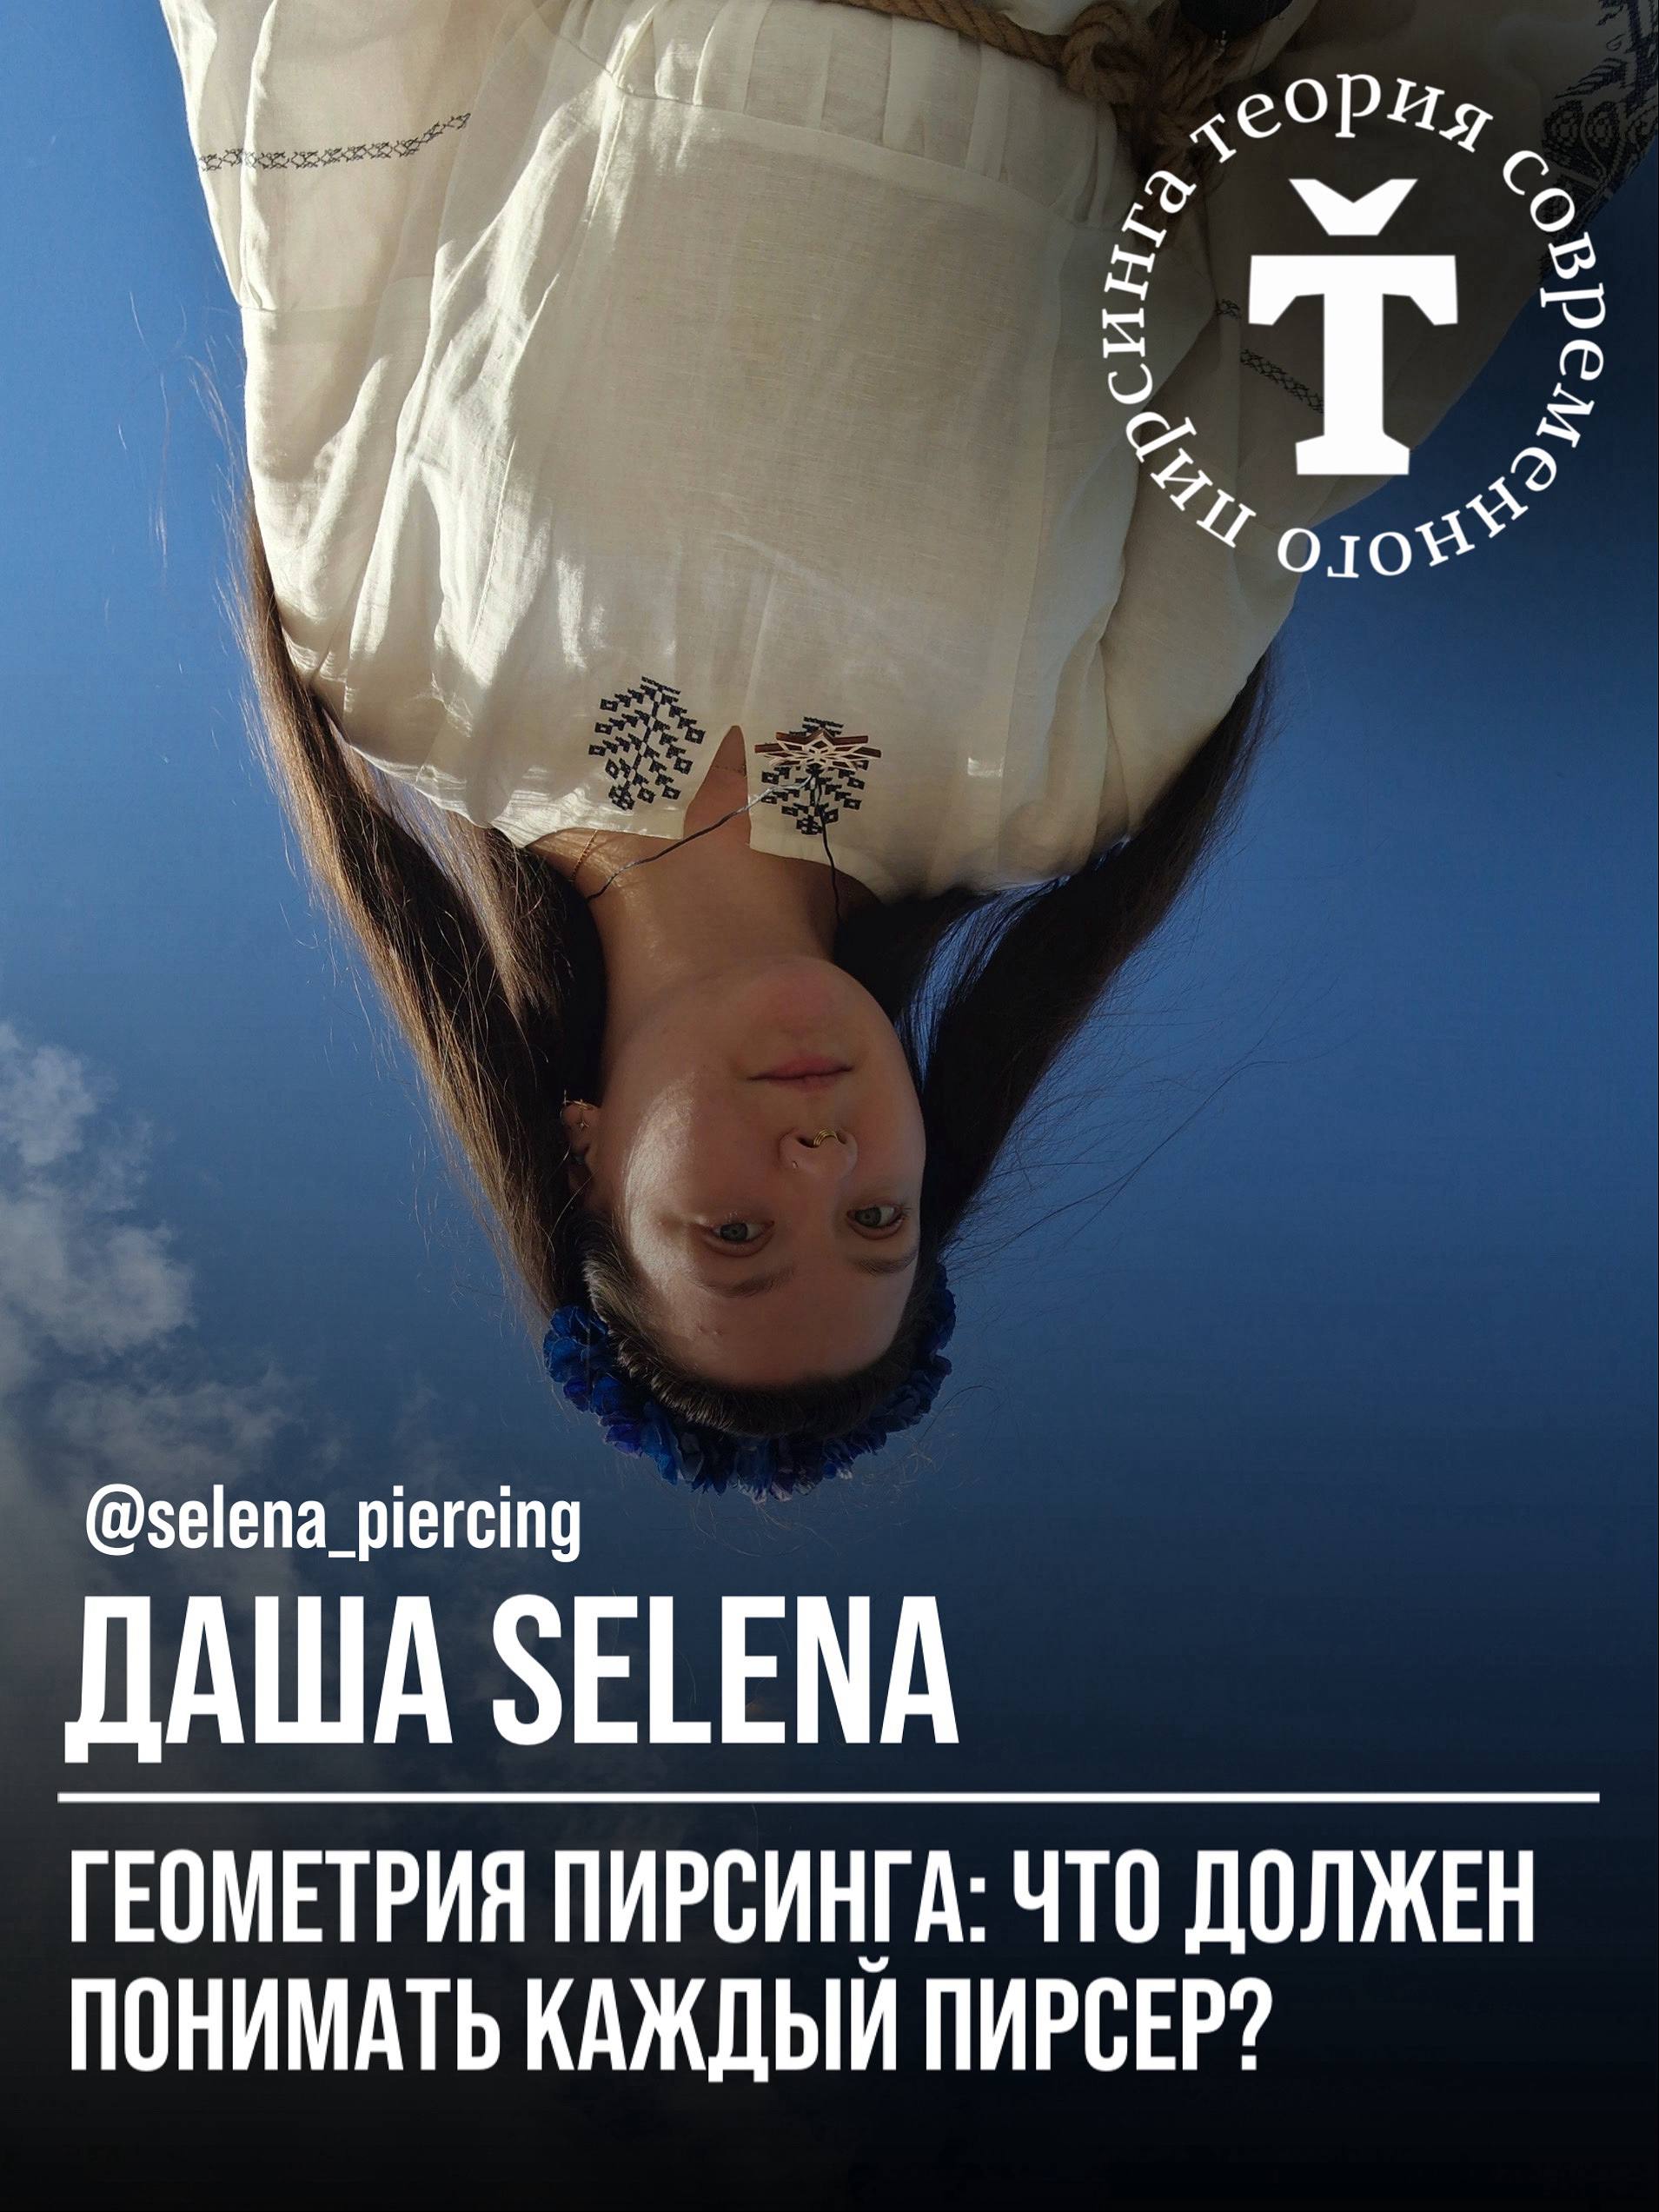 теория современного пирсинга
Т
@selena_piercing
ДАША SELENA
ГЕОМЕТРИЯ ПИРСИНГА: ЧТО ДОЛЖЕН
ПОНИМАТЬ КАЖДЫЙ ПИРСЕР?